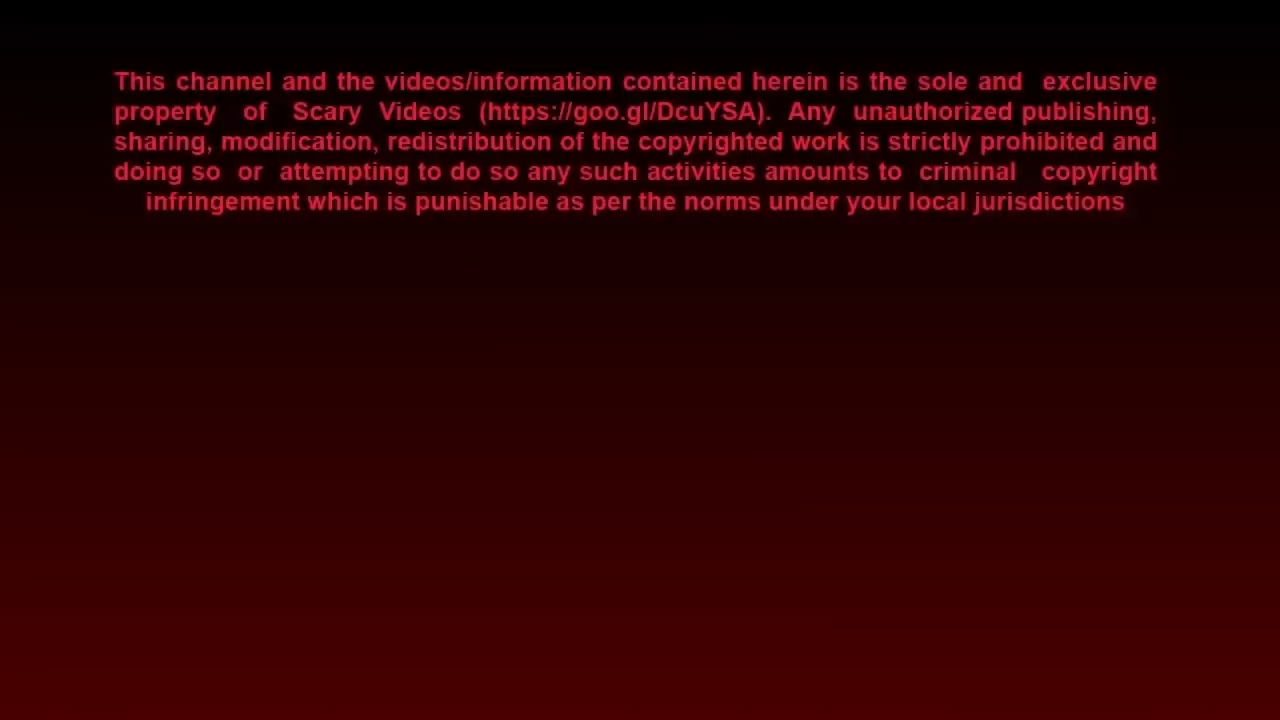 This channel and the videos/information contained herein is the sole and exclusive
property of Scary Videos (https://goo.gl/DcuYSA). Any unauthorized publishing,
sharing, modification, redistribution of the copyrighted work is strictly prohibited and
doing so or attempting to do so any such activities amounts to criminal copyright
infringement which is punishable as per the norms under your local jurisdictions